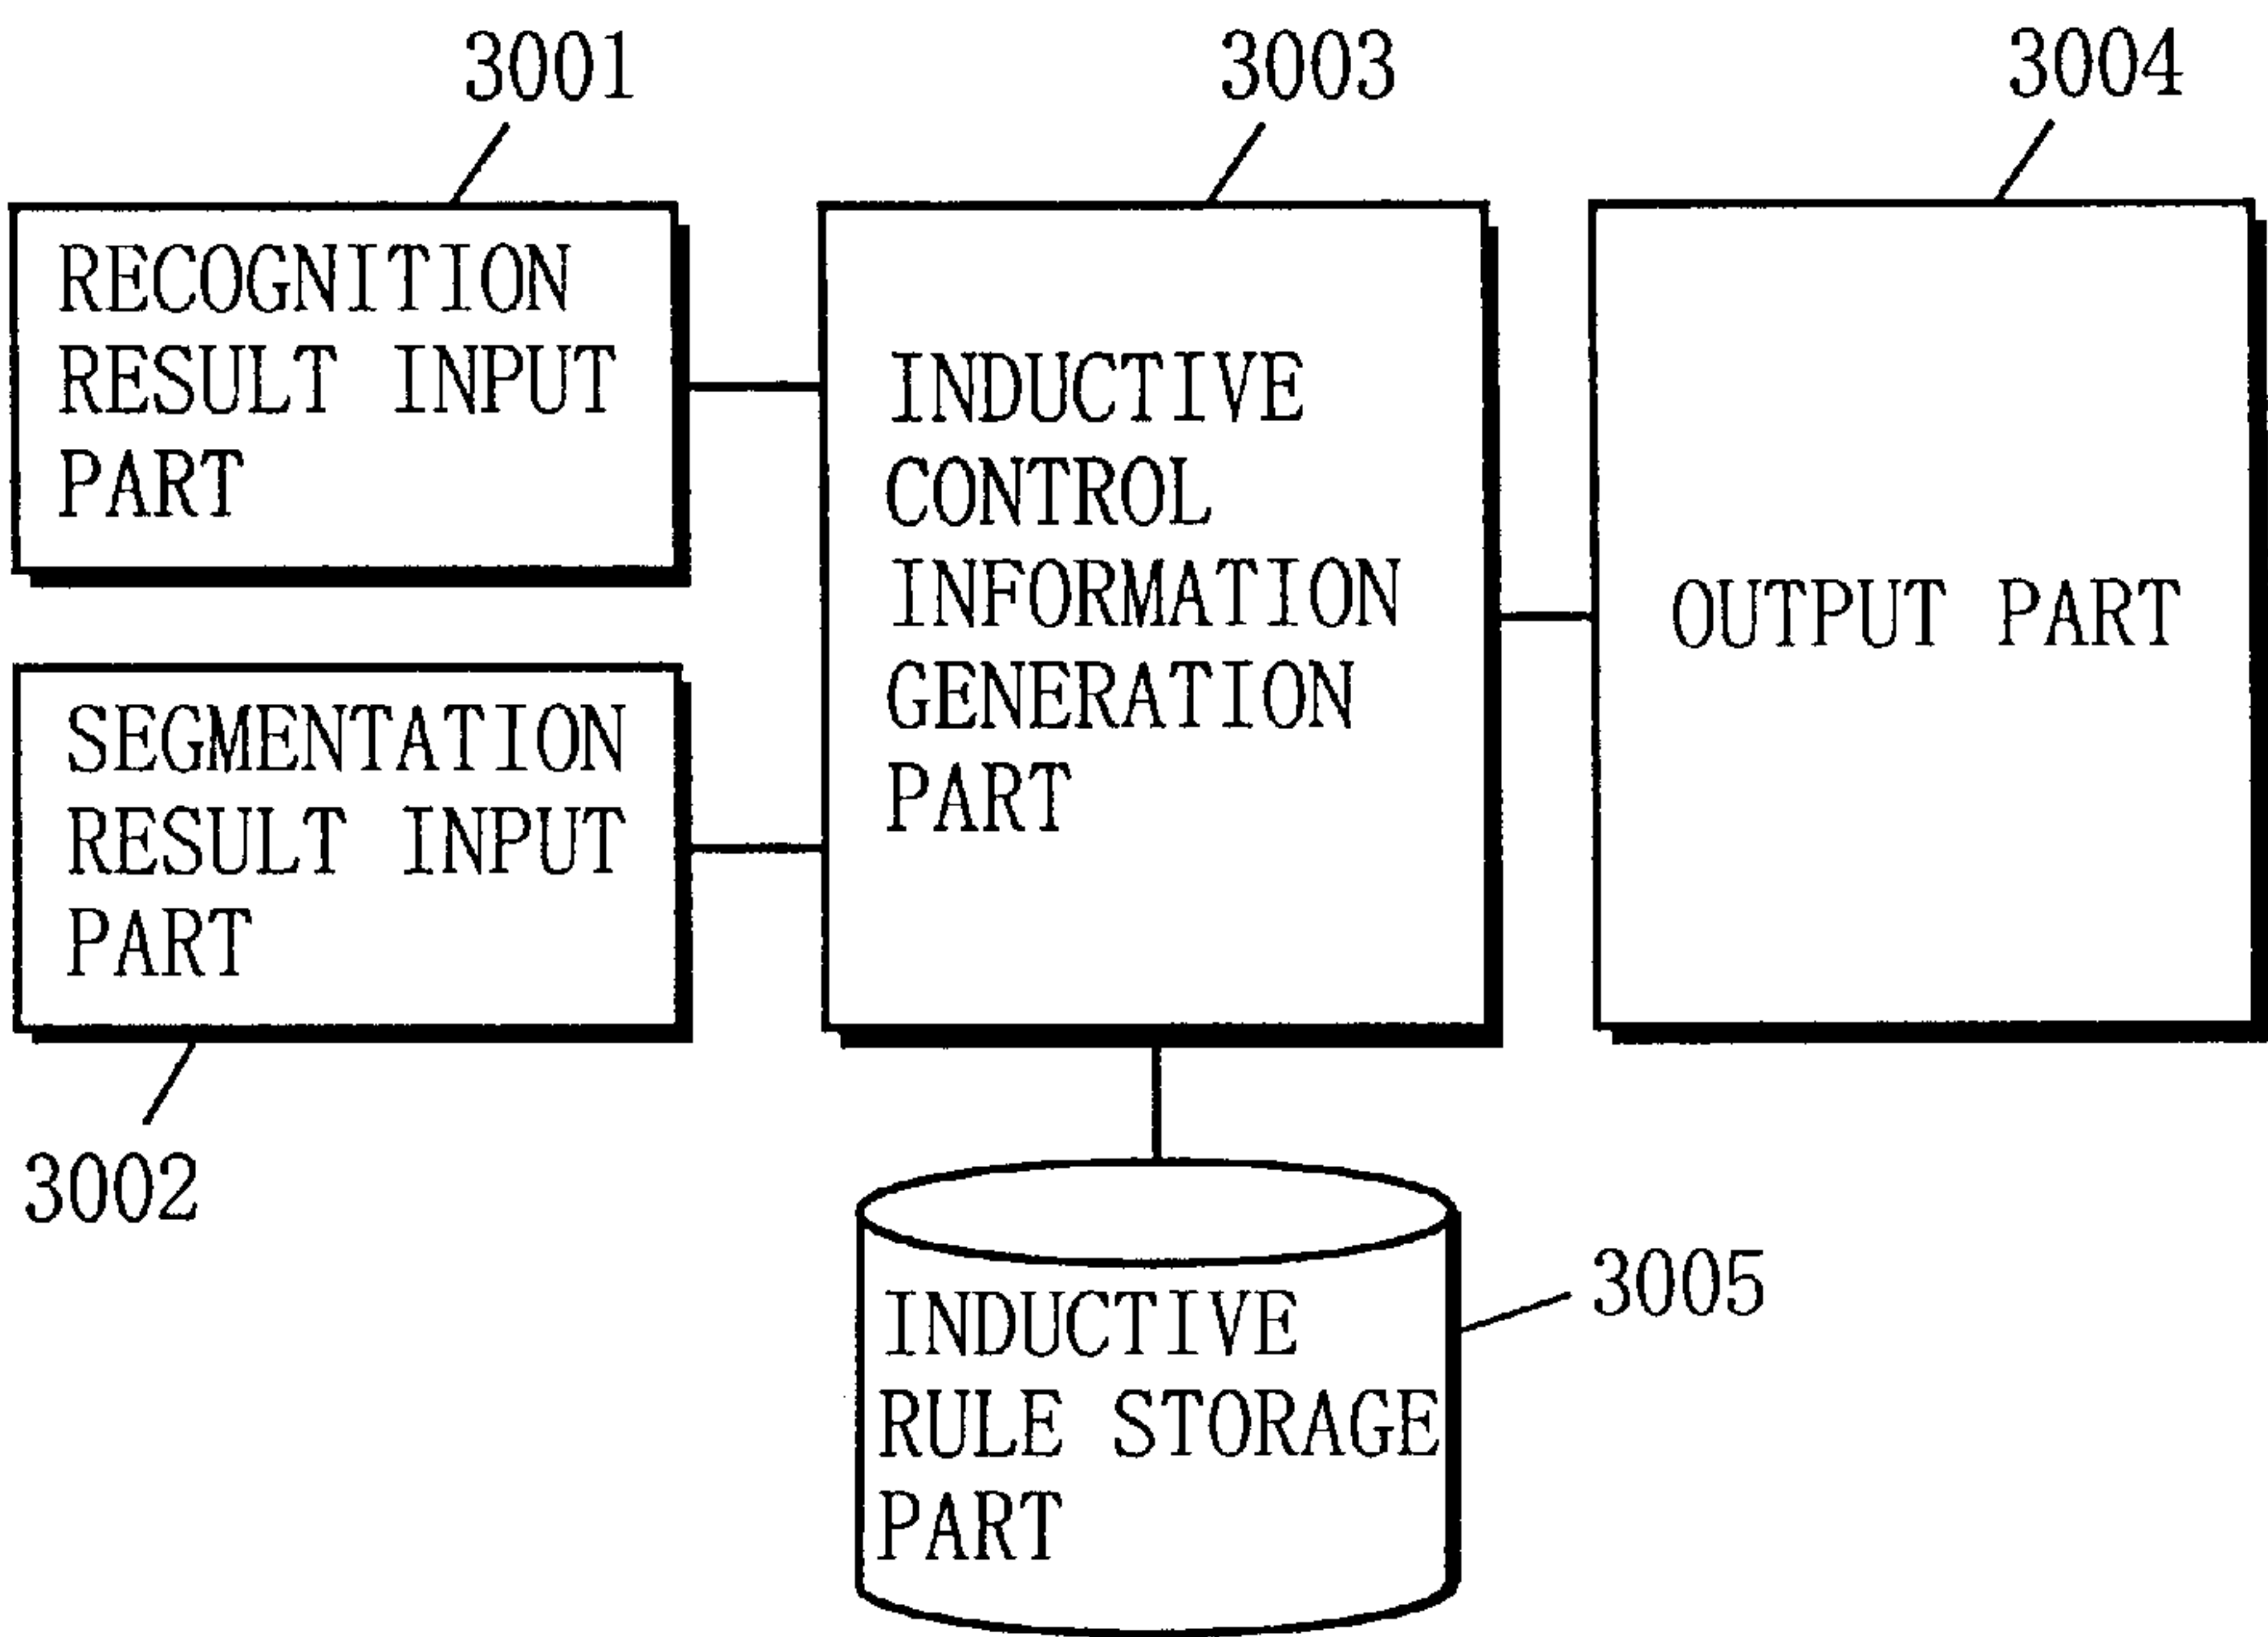 3001
3003
3004
RECOGNITION
RESULT INPUT
PART
INDUCTIVE
CONTROL
INFORMATION
GENERATION
PART
OUTPUT PART
SEGMENTATION
RESULT INPUT
PART
3002
INDUCTIVE
RULE STORAGE
PART
3005